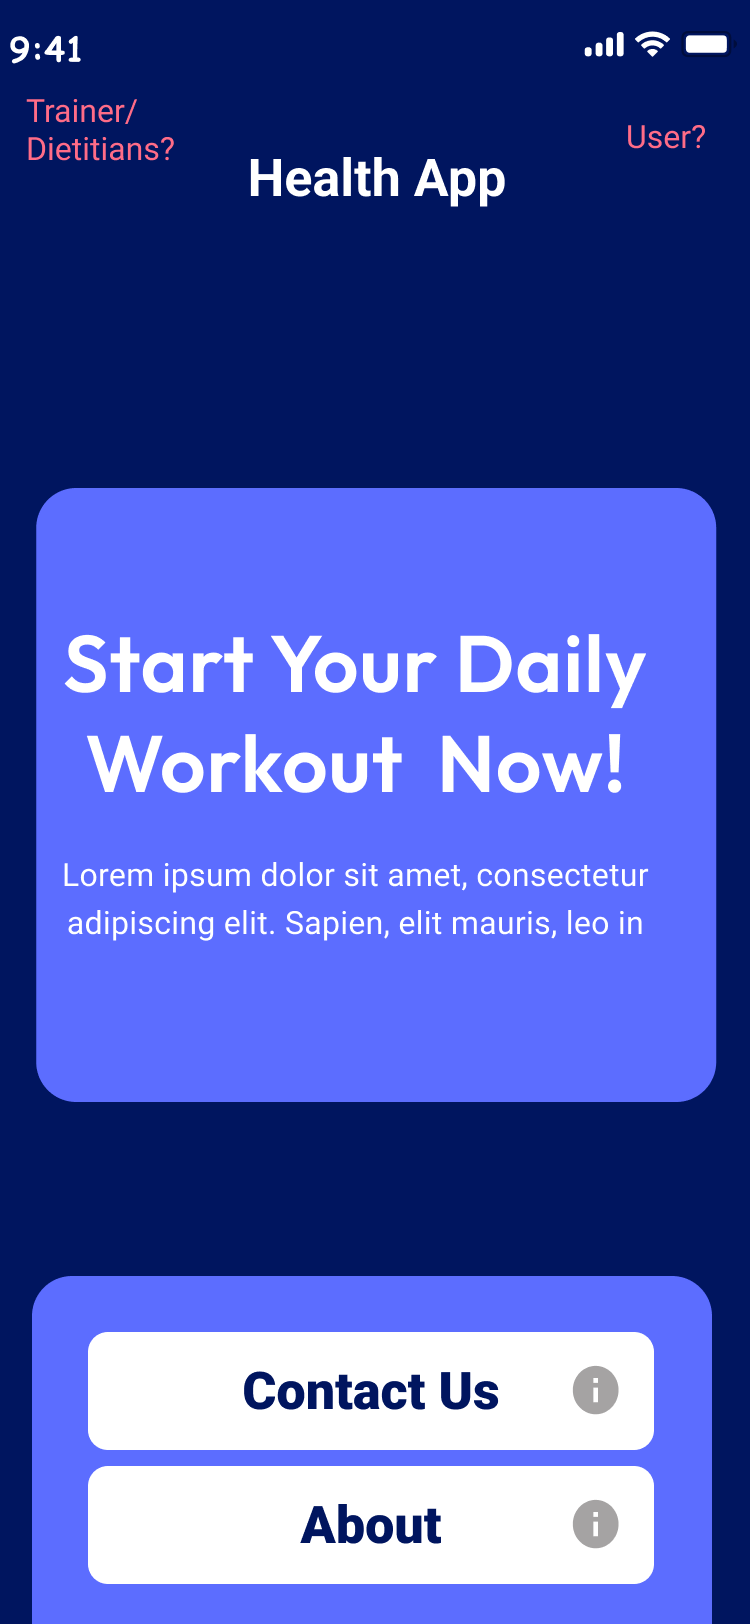 9:41
Trainer/
Dietitians?
User?
Health App
Start Your Daily
Workout  Now!
Lorem ipsum dolor sit amet, consectetur
adipiscing elit. Sapien, elit mauris, leo in
Contact Us
About